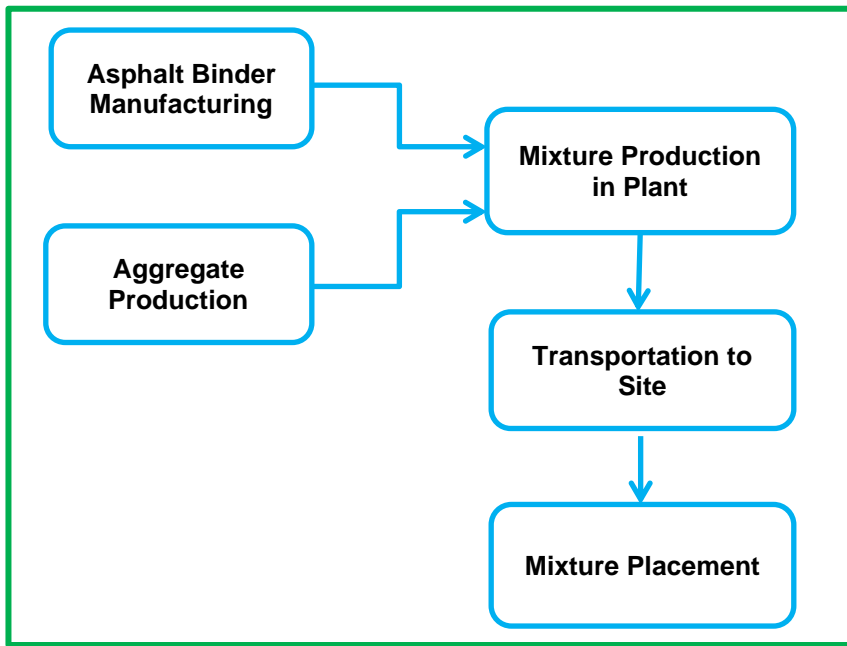 Asphalt Binder
Manufacturing
Mixture Production
in Plant
Aggregate
Production
Transportation to
Site
Mixture Placement